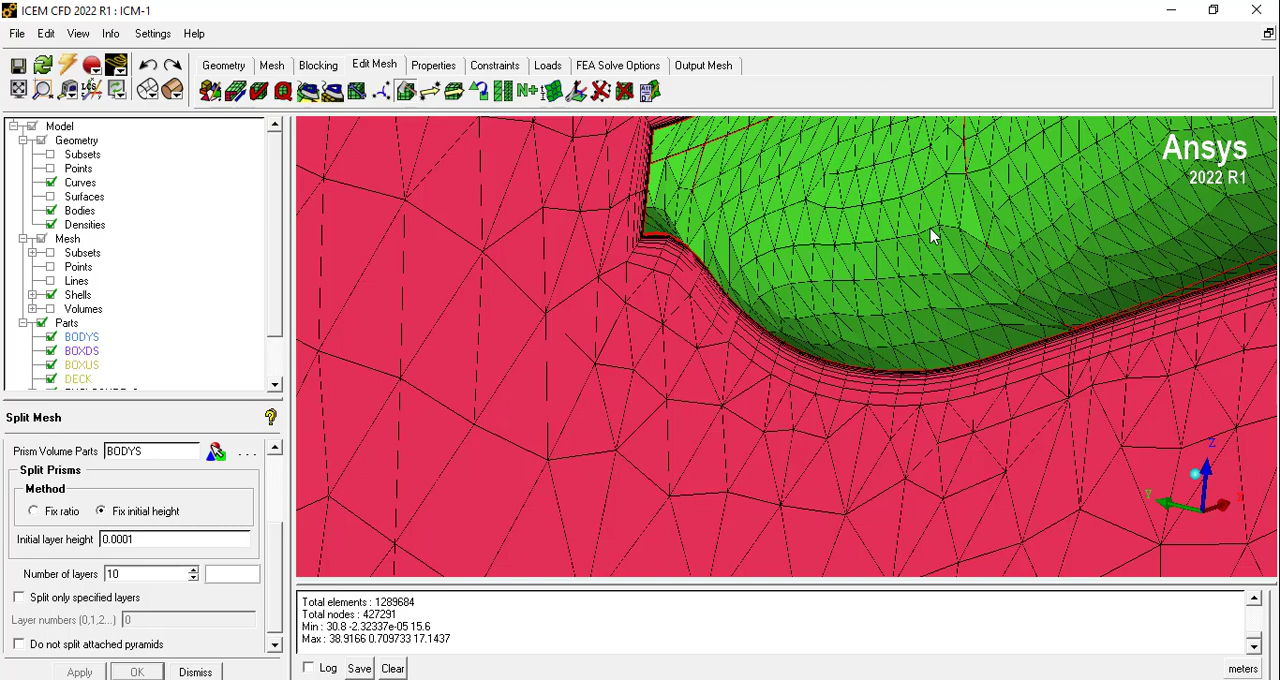 ICEM CFD 2022 R1 : ICM-1
File Edit View Info Settings Help
Geometry Mesh Blocking Edit Mesh Properties Constraints Loads FEA Solve Options Output Mesh
Model
Geometry
Subsets
Points
Curves
Surfaces
Bodies
Densities
Mesh
Subsets
Points
Lines
Shells
Volumes
Parts
BODYS
BOXDS
BOXUS
DECK
Ansys
2022 R1
Z
Y
X
Split Mesh
Prism Volume Parts BODYS ...
Split Prisms
Method
Fix ratio Fix initial height
Initial layer height 0.0001
Number of layers 10
Split only specified layers
Layer numbers (0,1,2...) 0
Do not split attached pyramids
Apply OK Dismiss
Total elements : 1289684
Total nodes : 427291
Min : 30.8 -2.32337e-05 15.6
Max : 38.9166 0.709733 17.1437
Log Save Clear
meters